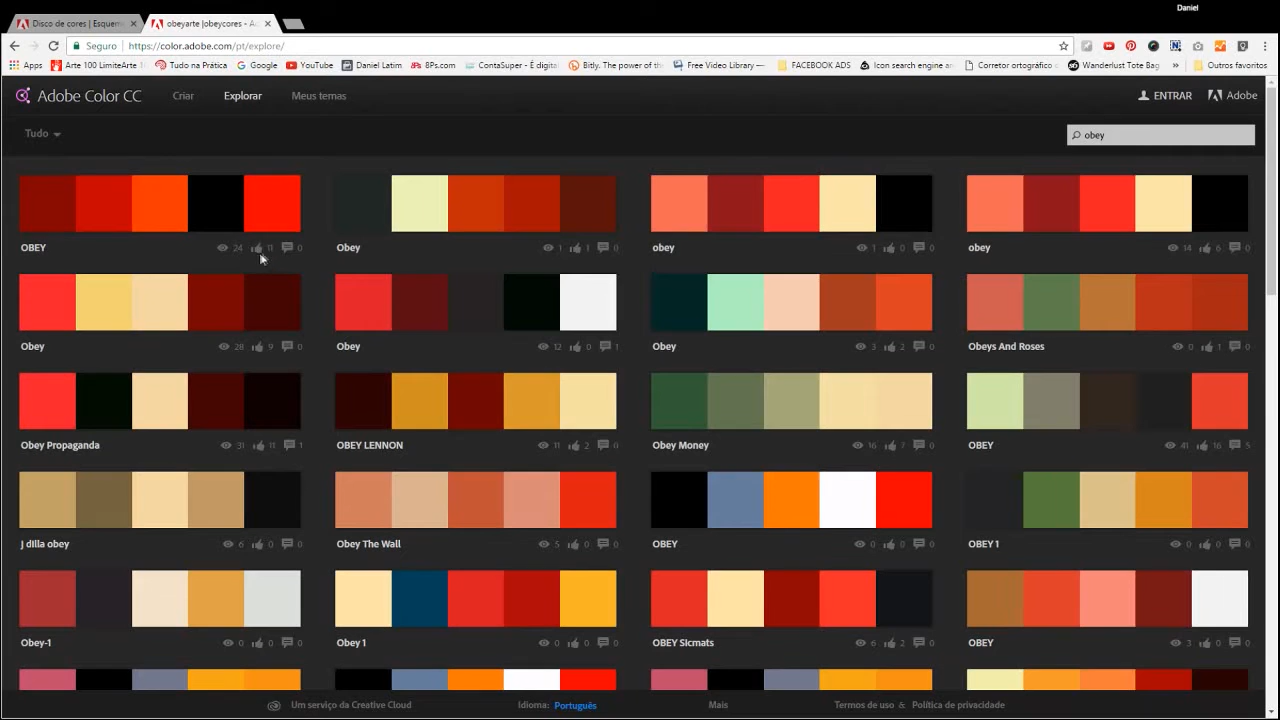 Daniel
Disco de cores | Esquem
obeyarte |obeycores - Ad
Seguro
https://color.adobe.com/pt/explore/
Apps
Arte 100 LimiteArte 1
Tudo na Prática
Google
YouTube
Daniel Latim
8Ps.com
ContaSuper - É digita
Bitly. The power of th
Free Video Library —
FACEBOOK ADS
Icon search engine an
Corretor ortográfico
Wanderlust Tote Bag
»
Outros favoritos
Adobe Color CC
Criar
Explorar
Meus temas
ENTRAR
Adobe
Tudo
obey
OBEY 24 11 0
Obey 1 1 0
obey 1 0 0
obey 14 6 0
Obey 28 9 0
Obey 12 0 1
Obey 3 2 0
Obeys And Roses 0 1 0
Obey Propaganda 31 11 1
OBEY LENNON 11 2 0
Obey Money 16 7 0
OBEY 41 16 5
j dilla obey 6 0 0
Obey The Wall 5 0 0
OBEY 0 0 0
OBEY 1 0 0 0
Obey-1 0 0 0
Obey 1 0 0 0
OBEY Sicmats 6 2 0
OBEY 3 0 0
Um serviço da Creative Cloud
Idioma: Português
Mais
Termos de uso & Política de privacidade